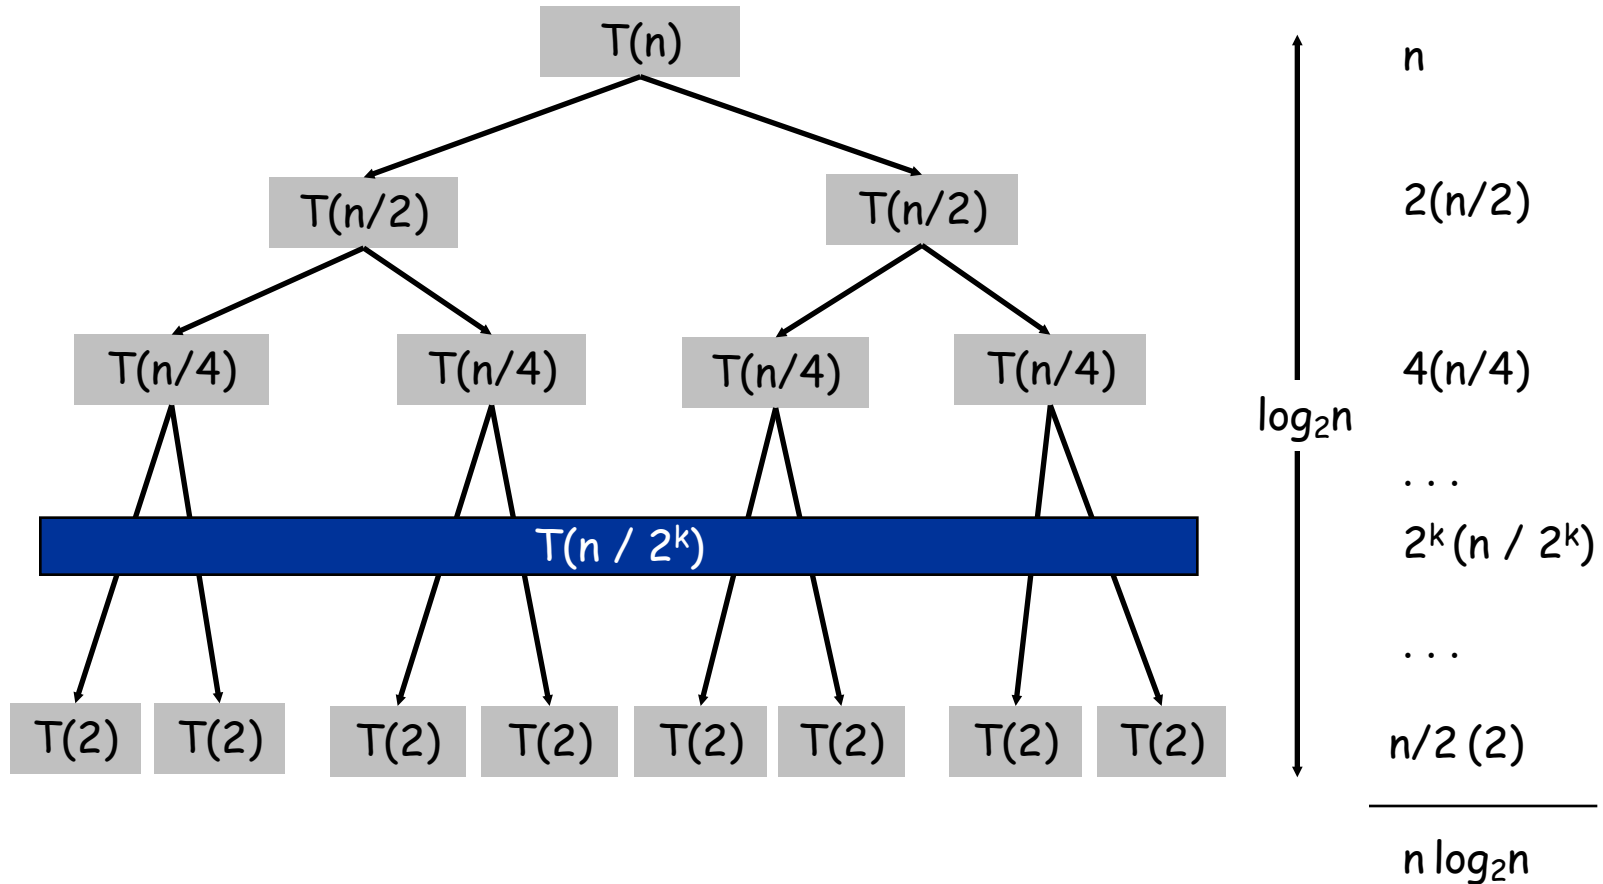 T(n) n
T(n/2) T(n/2) 2(n/2)
T(n/4) T(n/4) T(n/4) T(n/4) 4(n/4)
log₂n
. . .
T(n / 2ᵏ) 2ᵏ (n / 2ᵏ)
. . .
T(2) T(2) T(2) T(2) T(2) T(2) T(2) T(2) n/2 (2)
n log₂n